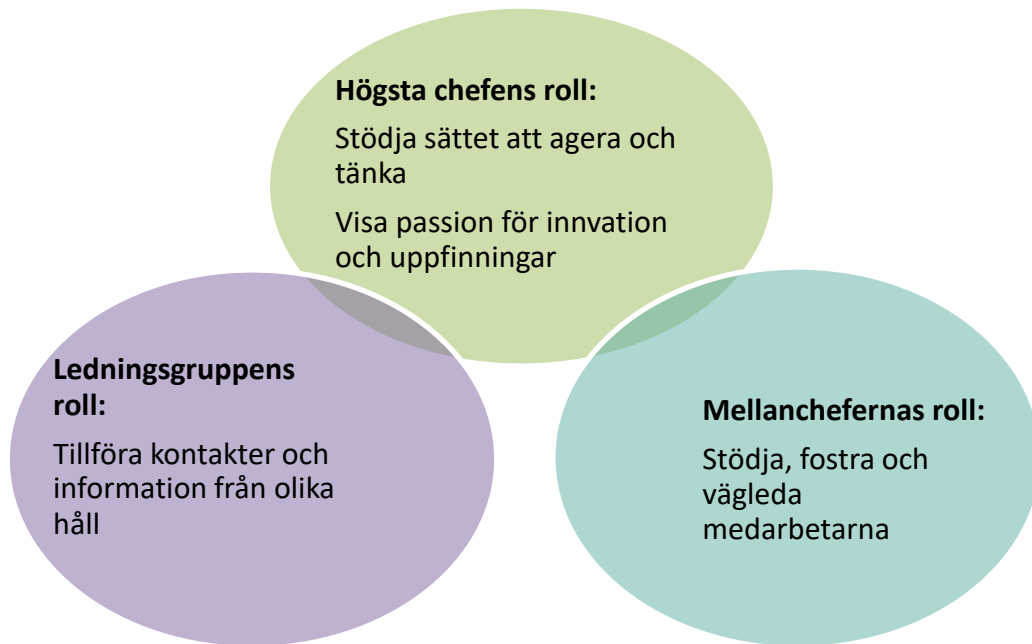 Högsta chefens roll:
Stödja sättet att agera och
tänka
Visa passion för innvation
och uppfinningar
Ledningsgruppens
roll:
Tillföra kontakter och
information från olika
håll
Mellanchefernas roll:
Stödja, fostra och
vägleda
medarbetarna